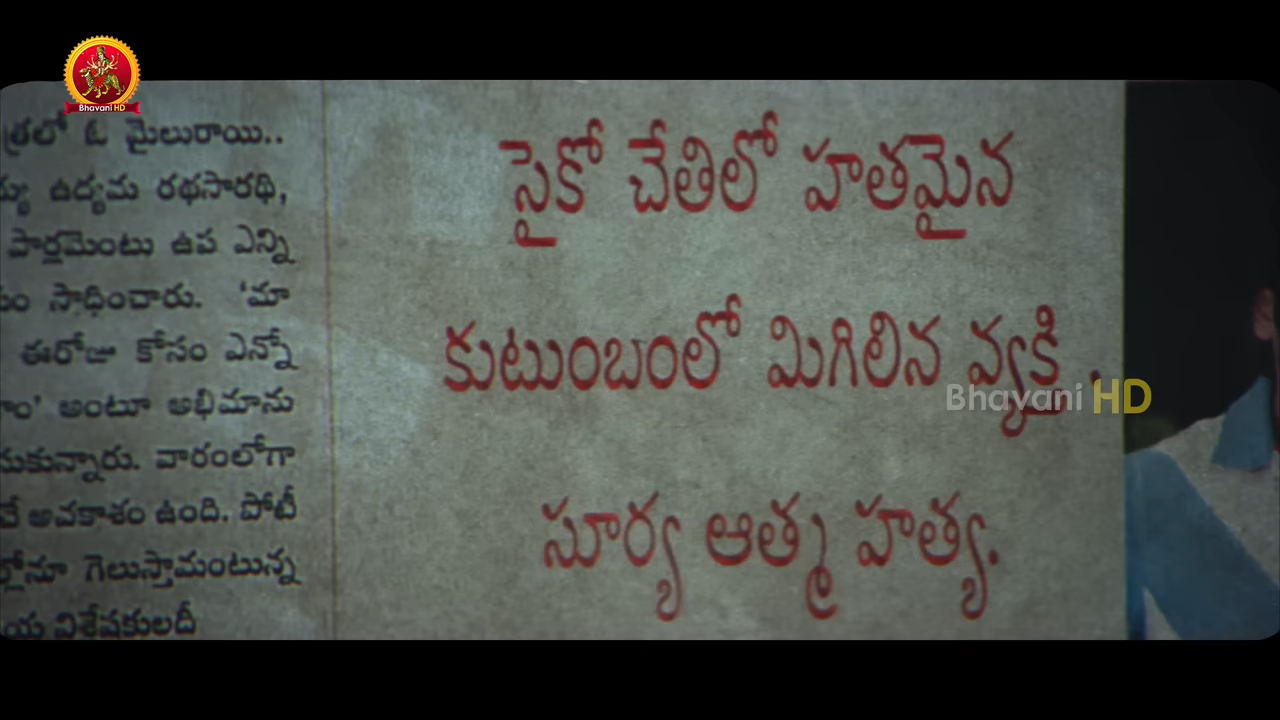 Bhavani HD
త్రలో ఓ మైలురాయి..
ఉద్యమ రథసారథి,
పార్లమెంటు ఉప ఎన్ని
సాధించారు. 'మా
ఈరోజు కోసం ఎన్నో
అంటూ అభిమాను
నుకున్నారు. వారంలోగా
అవకాశం ఉంది. పోటీ
ల్లోనూ గెలుస్తామంటున్న
విశేషకులదీ
సైకో చేతిలో హతమైన
కుటుంబంలో మిగిలిన వ్యక్తి .
సూర్య ఆత్మ హత్య.
Bhavani HD